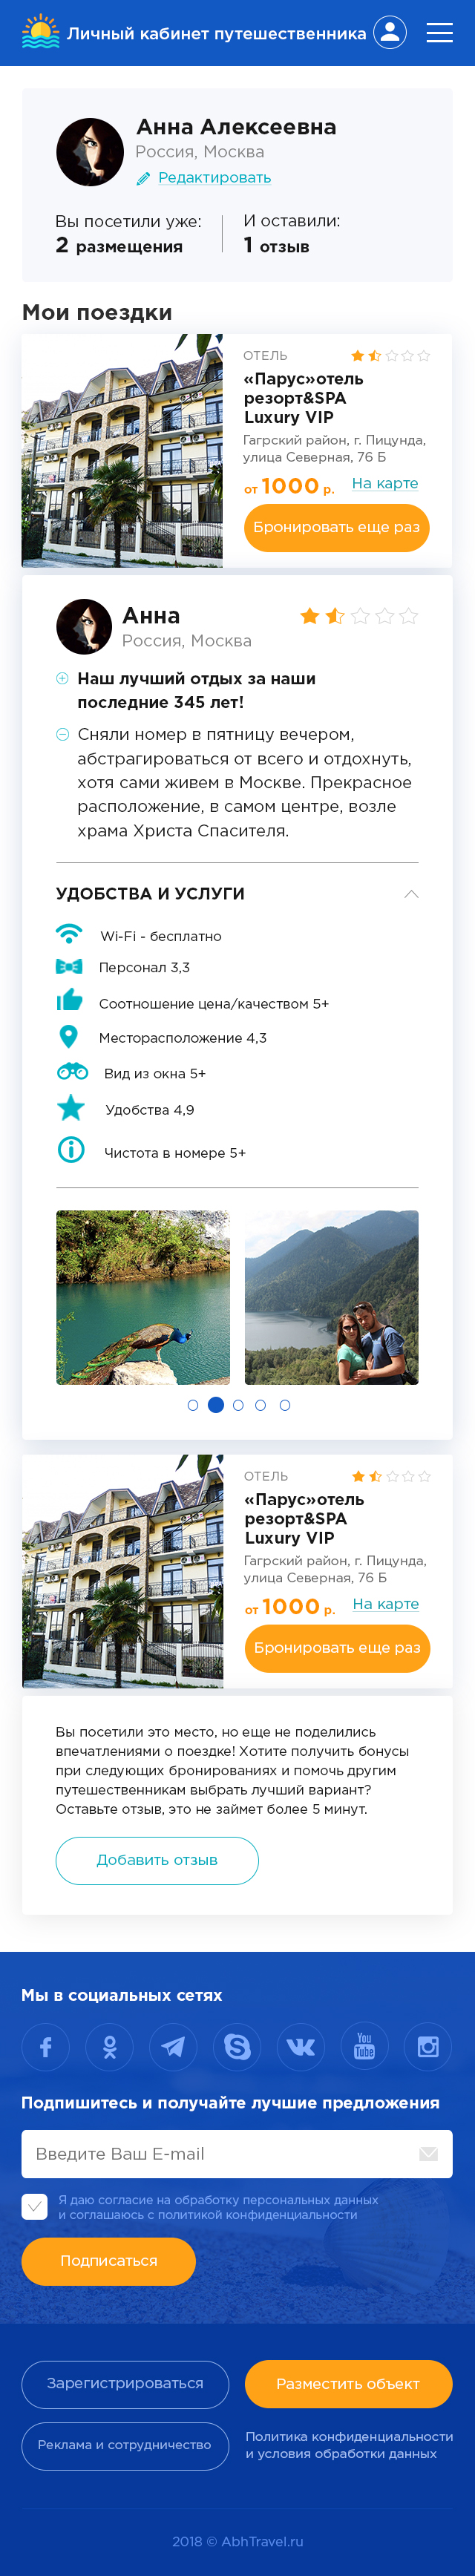 Личный кабинет путешественника
Анна Алексеевна
Россия, Москва
Редактировать
Вы посетили уже:
2 размещения
И оставили:
1 отзыв
Мои поездки
ОТЕЛЬ
«Парус»отель
резорт&SPA
Luxury VIP
Гагрский район, г. Пицунда,
улица Северная, 76 Б
от 1000 р.
На карте
Бронировать еще раз
Анна
Россия, Москва
Наш лучший отдых за наши
последние 345 лет!
Сняли номер в пятницу вечером,
абстрагироваться от всего и отдохнуть,
хотя сами живем в Москве. Прекрасное
расположение, в самом центре, возле
храма Христа Спасителя.
УДОБСТВА И УСЛУГИ
Wi-Fi - бесплатно
Персонал 3,3
Соотношение цена/качеством 5+
Месторасположение 4,3
Вид из окна 5+
Удобства 4,9
Чистота в номере 5+
ОТЕЛЬ
«Парус»отель
резорт&SPA
Luxury VIP
Гагрский район, г. Пицунда,
улица Северная, 76 Б
от 1000 р.
На карте
Бронировать еще раз
Вы посетили это место, но еще не поделились
впечатлениями о поездке! Хотите получить бонусы
при следующих бронированиях и помочь другим
путешественникам выбрать лучший вариант?
Оставьте отзыв, это не займет более 5 минут.
Добавить отзыв
Мы в социальных сетях
You
Tube
Подпишитесь и получайте лучшие предложения
Введите Ваш E-mail
Я даю согласие на обработку персональных данных
и соглашаюсь с политикой конфиденциальности
Подписаться
Зарегистрироваться
Разместить объект
Реклама и сотрудничество
Политика конфиденциальности
и условия обработки данных
2018 © AbhTravel.ru